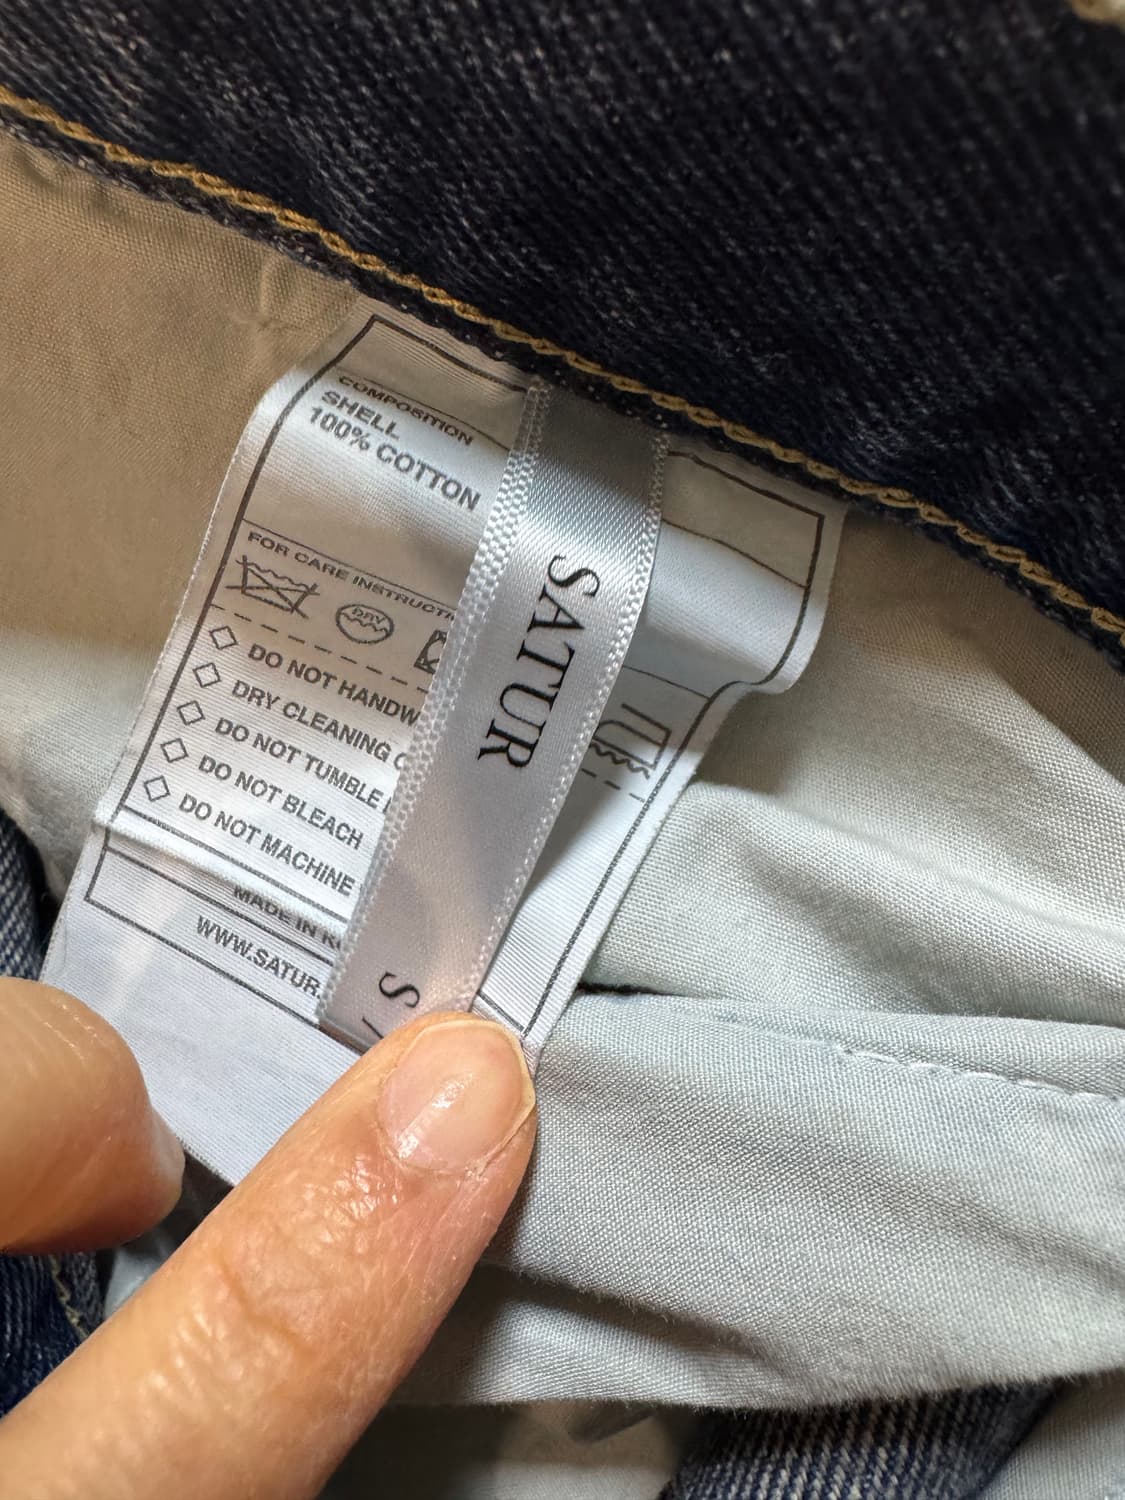 COMPOSITION
SHELL
100% COTTON
FOR CARE
DRY
DO NOT HANDW
DRY CLEANING
DO NOT TUMBLE
DO NOT BLEACH
DO NOT MACHINE
MADE IN
WWW.SATUR.
SATUR
S